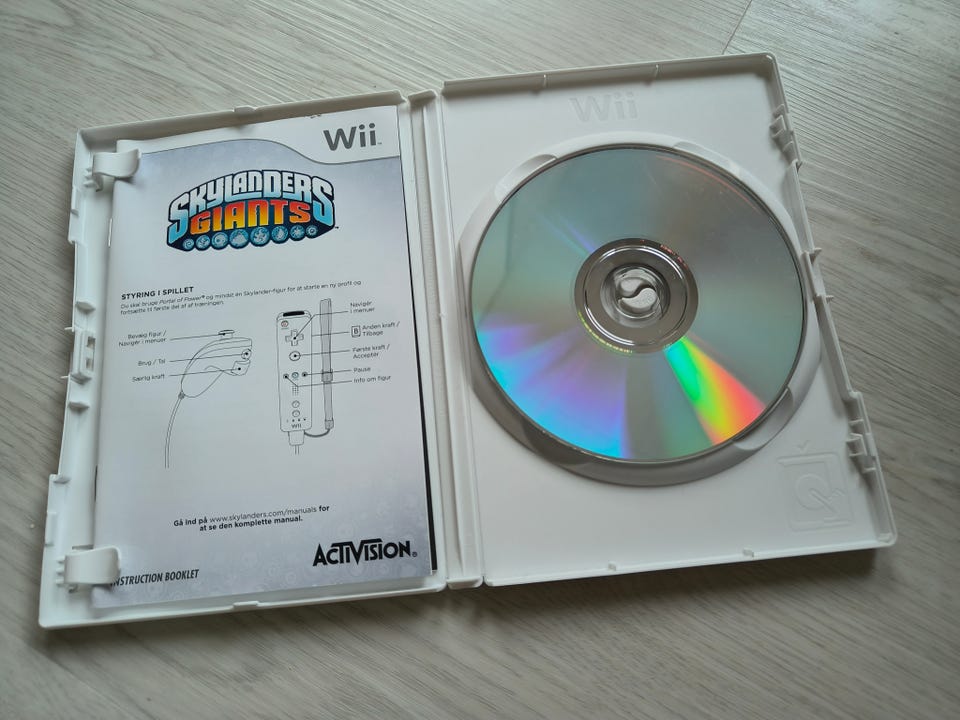 Wii
SKYLANDERS
GIANTS
STYRING I SPILLET
Du skal bruge Portal of Power® og mindst én Skylander-figur for at starte en ny profil og
fortsætte til første del af af træningen.
Bevæg figur /
Navigér i menuer
Brug / Tal
Særlig kraft
Navigér
i menuer
B Anden kraft /
Tilbage
Første kraft /
Acceptér
Pause
Info om figur
Wii
Gå ind på www.skylanders.com/manuals for
at se den komplette manual.
ACTIVISION®
INSTRUCTION BOOKLET
Wii